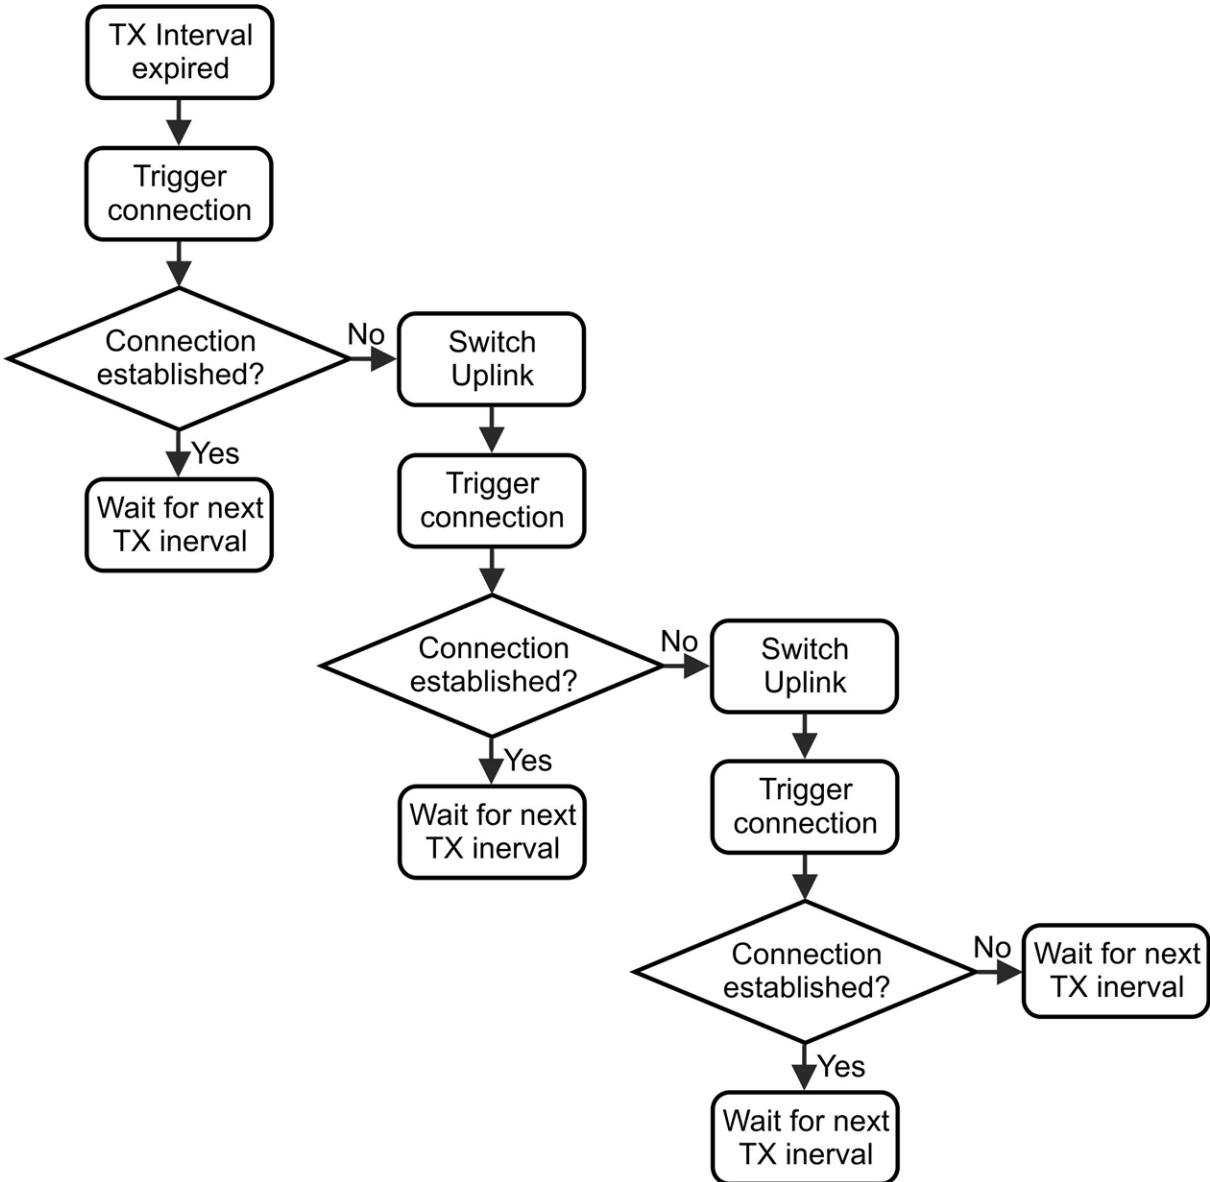 TX Interval
expired
Trigger
connection
Connection
established?
No
Switch
Uplink
Yes
Wait for next
TX inerval
Trigger
connection
Connection
established?
No
Switch
Uplink
Yes
Wait for next
TX inerval
Trigger
connection
Connection
established?
No
Wait for next
TX inerval
Yes
Wait for next
TX inerval